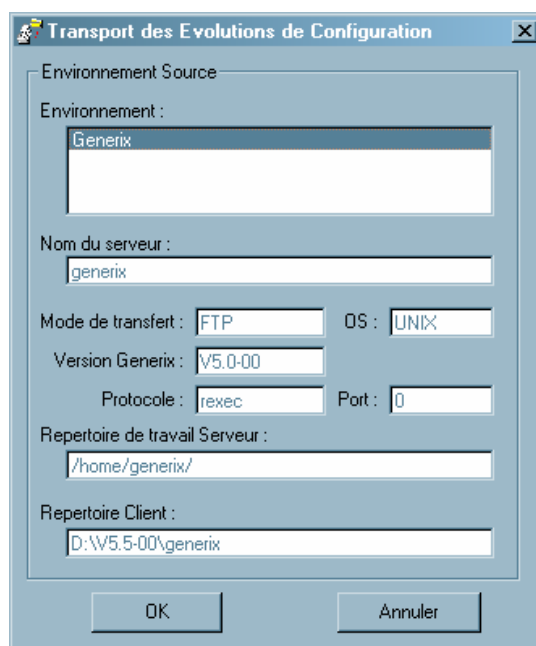 Transport des Evolutions de Configuration
Environnement Source
Environnement :
Generix
Nom du serveur :
generix
Mode de transfert : FTP OS : UNIX
Version Generix : V5.0-00
Protocole : rexec Port : 0
Repertoire de travail Serveur :
/home/generix/
Repertoire Client :
D:\V5.5-00\generix
OK Annuler